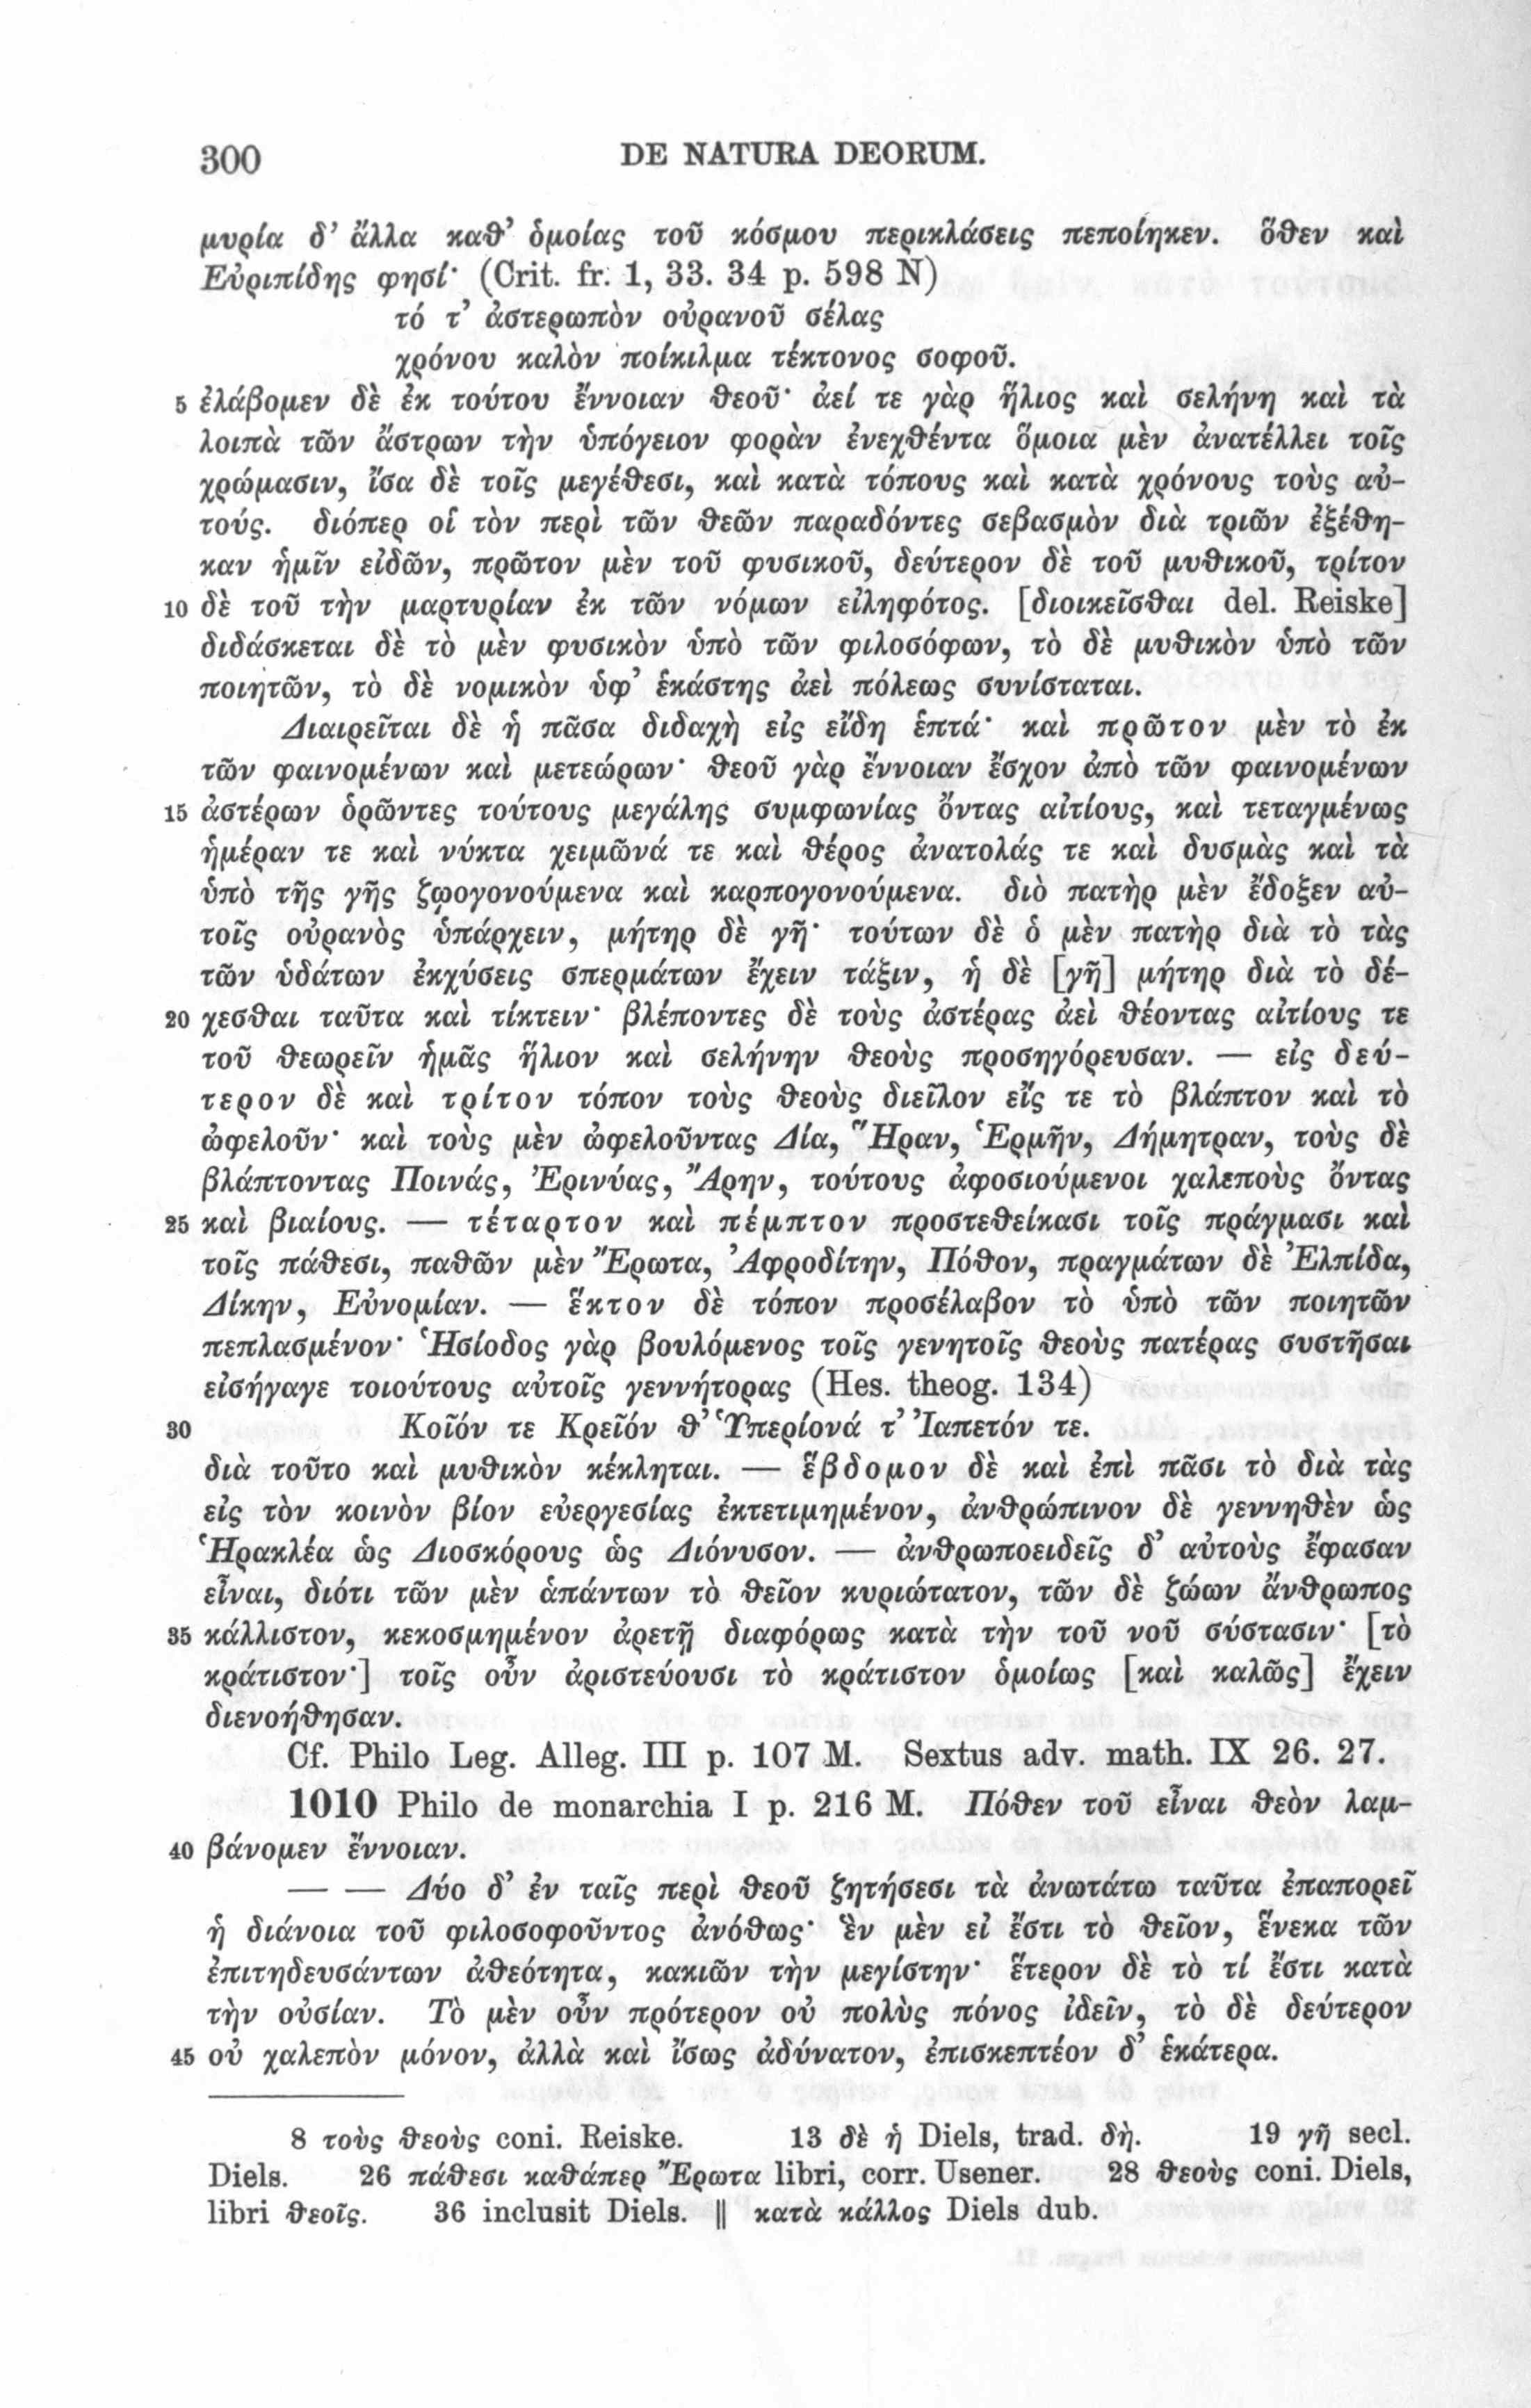 300
DE NATURA DEORUM.
μυρία δ’ ἄλλα καθ’ ὁμοίας τοῦ κόσμου περικλάσεις πεποίηκεν. ὅθεν καὶ
Εὐριπίδης φησί· (Crit. fr. 1, 33. 34 p. 598 N)
τό τ’ ἀστερωπὸν οὐρανοῦ σέλας
χρόνου καλὸν ποίκιλμα τέκτονος σοφοῦ.
5 ἐλάβομεν δὲ ἐκ τούτου ἔννοιαν θεοῦ· ἀεί τε γὰρ ἥλιος καὶ σελήνη καὶ τὰ
λοιπὰ τῶν ἄστρων τὴν ὑπόγειον φορὰν ἐνεχθέντα ὅμοια μὲν ἀνατέλλει τοῖς
χρώμασιν, ἴσα δὲ τοῖς μεγέθεσι, καὶ κατὰ τόπους καὶ κατὰ χρόνους τοὺς αὐ-
τούς. διόπερ οἱ τὸν περὶ τῶν θεῶν παραδόντες σεβασμὸν διὰ τριῶν ἐξέθη-
καν ἡμῖν εἰδῶν, πρῶτον μὲν τοῦ φυσικοῦ, δεύτερον δὲ τοῦ μυθικοῦ, τρίτον
10 δὲ τοῦ τὴν μαρτυρίαν ἐκ τῶν νόμων εἰληφότος. [διοικεῖσθαι del. Reiske]
διδάσκεται δὲ τὸ μὲν φυσικὸν ὑπὸ τῶν φιλοσόφων, τὸ δὲ μυθικὸν ὑπὸ τῶν
ποιητῶν, τὸ δὲ νομικὸν ὑφ’ ἑκάστης ἀεὶ πόλεως συνίσταται.
Διαιρεῖται δὲ ἡ πᾶσα διδαχὴ εἰς εἴδη ἑπτά· καὶ πρῶτον μὲν τὸ ἐκ
τῶν φαινομένων καὶ μετεώρων· θεοῦ γὰρ ἔννοιαν ἔσχον ἀπὸ τῶν φαινομένων
15 ἀστέρων ὁρῶντες τούτους μεγάλης συμφωνίας ὄντας αἰτίους, καὶ τεταγμένως
ἡμέραν τε καὶ νύκτα χειμῶνά τε καὶ θέρος ἀνατολάς τε καὶ δυσμὰς καὶ τὰ
ὑπὸ τῆς γῆς ζῳογονούμενα καὶ καρπογονούμενα. διὸ πατὴρ μὲν ἔδοξεν αὐ-
τοῖς οὐρανὸς ὑπάρχειν, μήτηρ δὲ γῆ· τούτων δὲ ὁ μὲν πατὴρ διὰ τὸ τὰς
τῶν ὑδάτων ἐκχύσεις σπερμάτων ἔχειν τάξιν, ἡ δὲ [γῆ] μήτηρ διὰ τὸ δέ-
20 χεσθαι ταῦτα καὶ τίκτειν· βλέποντες δὲ τοὺς ἀστέρας ἀεὶ θέοντας αἰτίους τε
τοῦ θεωρεῖν ἡμᾶς ἥλιον καὶ σελήνην θεοὺς προσηγόρευσαν. — εἰς δεύ-
τερον δὲ καὶ τρίτον τόπον τοὺς θεοὺς διεῖλον εἴς τε τὸ βλάπτον καὶ τὸ
ὠφελοῦν· καὶ τοὺς μὲν ὠφελοῦντας Δία, Ἥραν, Ἑρμῆν, Δήμητραν, τοὺς δὲ
βλάπτοντας Ποινάς, Ἐρινύας, Ἄρην, τούτους ἀφοσιούμενοι χαλεποὺς ὄντας
25 καὶ βιαίους. — τέταρτον καὶ πέμπτον προστεθείκασι τοῖς πράγμασι καὶ
τοῖς πάθεσι, παθῶν μὲν Ἔρωτα, Ἀφροδίτην, Πόθον, πραγμάτων δὲ Ἐλπίδα,
Δίκην, Εὐνομίαν. — ἕκτον δὲ τόπον προσέλαβον τὸ ὑπὸ τῶν ποιητῶν
πεπλασμένον· Ἡσίοδος γὰρ βουλόμενος τοῖς γενητοῖς θεοὺς πατέρας συστῆσαι
εἰσήγαγε τοιούτους αὐτοῖς γεννήτορας (Hes. theog. 134)
30 Κοῖόν τε Κρεῖόν θ’ Ὑπερίονά τ’ Ἰαπετόν τε.
διὰ τοῦτο καὶ μυθικὸν κέκληται. — ἕβδομον δὲ καὶ ἐπὶ πᾶσι τὸ διὰ τὰς
εἰς τὸν κοινὸν βίον εὐεργεσίας ἐκτετιμημένον, ἀνθρώπινον δὲ γεννηθὲν ὡς
Ἡρακλέα ὡς Διοσκόρους ὡς Διόνυσον. — ἀνθρωποειδεῖς δ’ αὐτοὺς ἔφασαν
εἶναι, διότι τῶν μὲν ἁπάντων τὸ θεῖον κυριώτατον, τῶν δὲ ζώων ἄνθρωπος
35 κάλλιστον, κεκοσμημένον ἀρετῇ διαφόρως κατὰ τὴν τοῦ νοῦ σύστασιν· [τὸ
κράτιστον·] τοῖς οὖν ἀριστεύουσι τὸ κράτιστον ὁμοίως [καὶ καλῶς] ἔχειν
διενοήθησαν.
Cf. Philo Leg. Alleg. III p. 107 M. Sextus adv. math. IX 26. 27.
1010 Philo de monarchia I p. 216 M. Πόθεν τοῦ εἶναι θεὸν λαμ-
40 βάνομεν ἔννοιαν.
— — Δύο δ’ ἐν ταῖς περὶ θεοῦ ζητήσεσι τὰ ἀνωτάτω ταῦτα ἐπαπορεῖ
ἡ διάνοια τοῦ φιλοσοφοῦντος ἀνόθως· ἓν μὲν εἰ ἔστι τὸ θεῖον, ἕνεκα τῶν
ἐπιτηδευσάντων ἀθεότητα, κακιῶν τὴν μεγίστην· ἕτερον δὲ τὸ τί ἔστι κατὰ
τὴν οὐσίαν. Τὸ μὲν οὖν πρότερον οὐ πολὺς πόνος ἰδεῖν, τὸ δὲ δεύτερον
45 οὐ χαλεπὸν μόνον, ἀλλὰ καὶ ἴσως ἀδύνατον, ἐπισκεπτέον δ’ ἑκάτερα.
8 τοὺς θεοὺς coni. Reiske. 13 δὲ ἡ Diels, trad. δὴ. 19 γῆ secl.
Diels. 26 πάθεσι καθάπερ Ἔρωτα libri, corr. Usener. 28 θεοὺς coni. Diels,
libri θεοῖς. 36 inclusit Diels. || κατὰ κάλλος Diels dub.